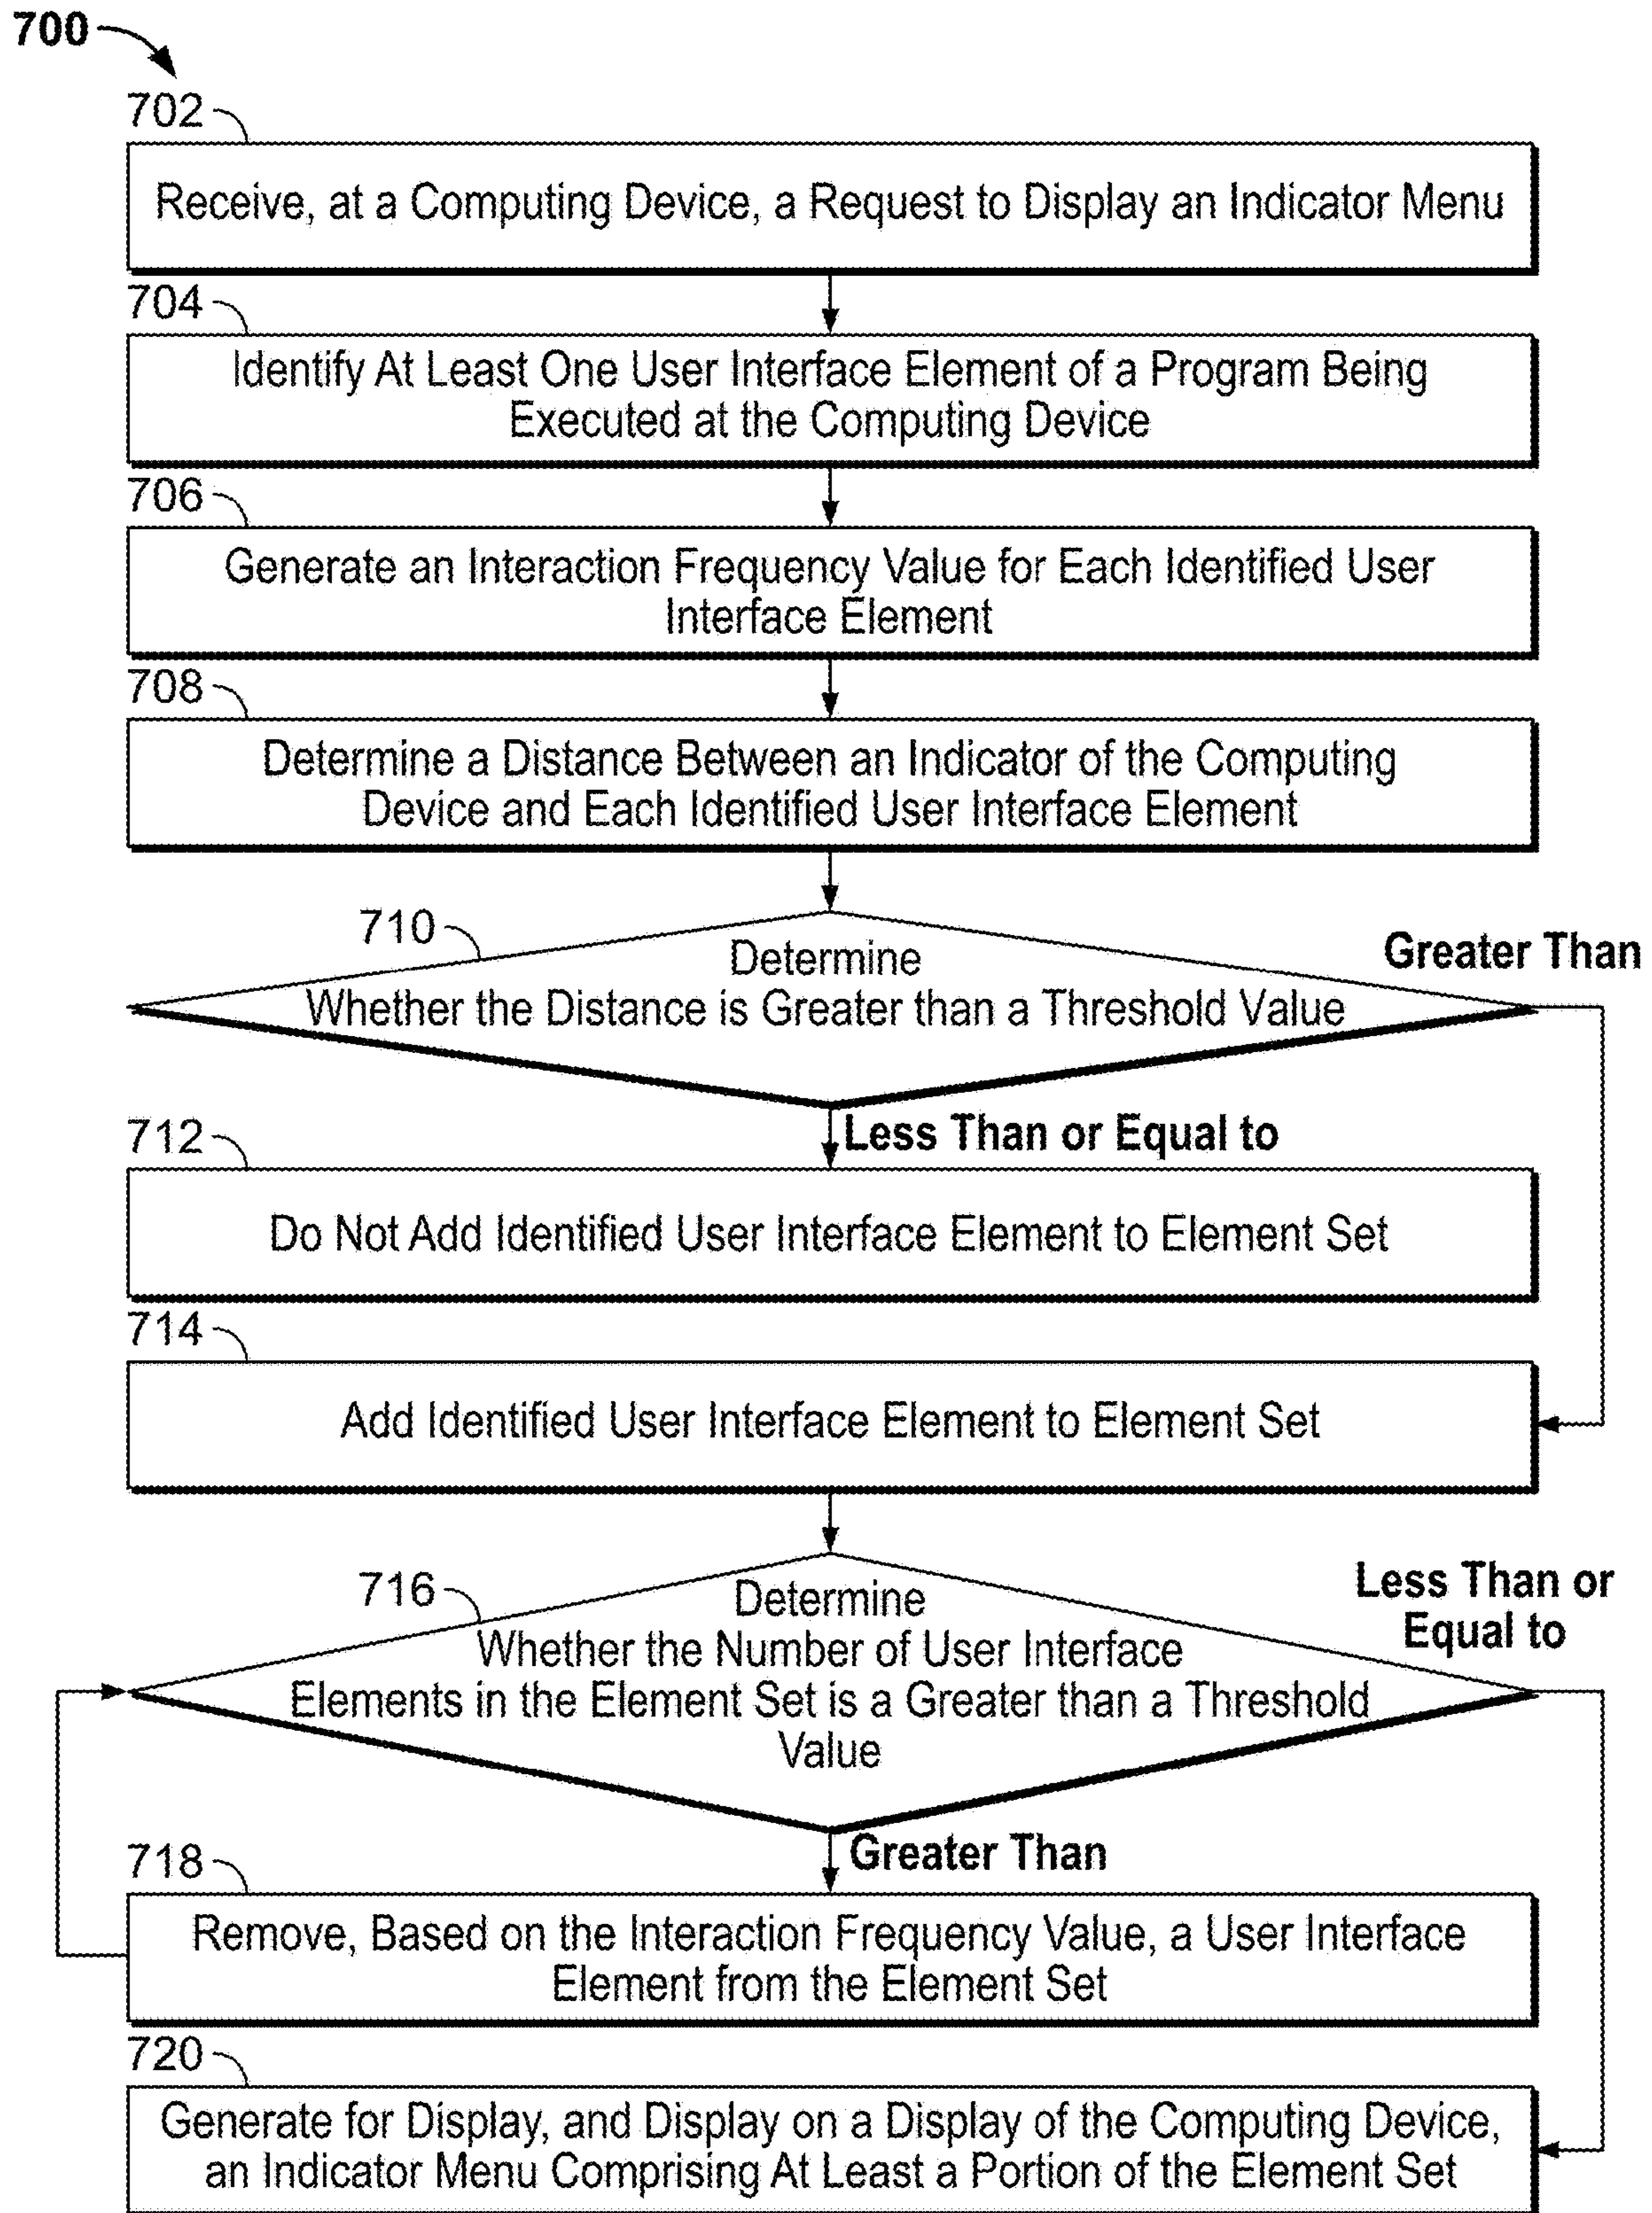 700
702
Receive, at a Computing Device, a Request to Display an Indicator Menu
704
Identify At Least One User Interface Element of a Program Being
Executed at the Computing Device
706
Generate an Interaction Frequency Value for Each Identified User
Interface Element
708
Determine a Distance Between an Indicator of the Computing
Device and Each Identified User Interface Element
710
Determine
Whether the Distance is Greater than a Threshold Value
Greater Than
Less Than or Equal to
712
Do Not Add Identified User Interface Element to Element Set
714
Add Identified User Interface Element to Element Set
716
Determine
Whether the Number of User Interface
Elements in the Element Set is a Greater than a Threshold
Value
Less Than or
Equal to
Greater Than
718
Remove, Based on the Interaction Frequency Value, a User Interface
Element from the Element Set
720
Generate for Display, and Display on a Display of the Computing Device,
an Indicator Menu Comprising At Least a Portion of the Element Set